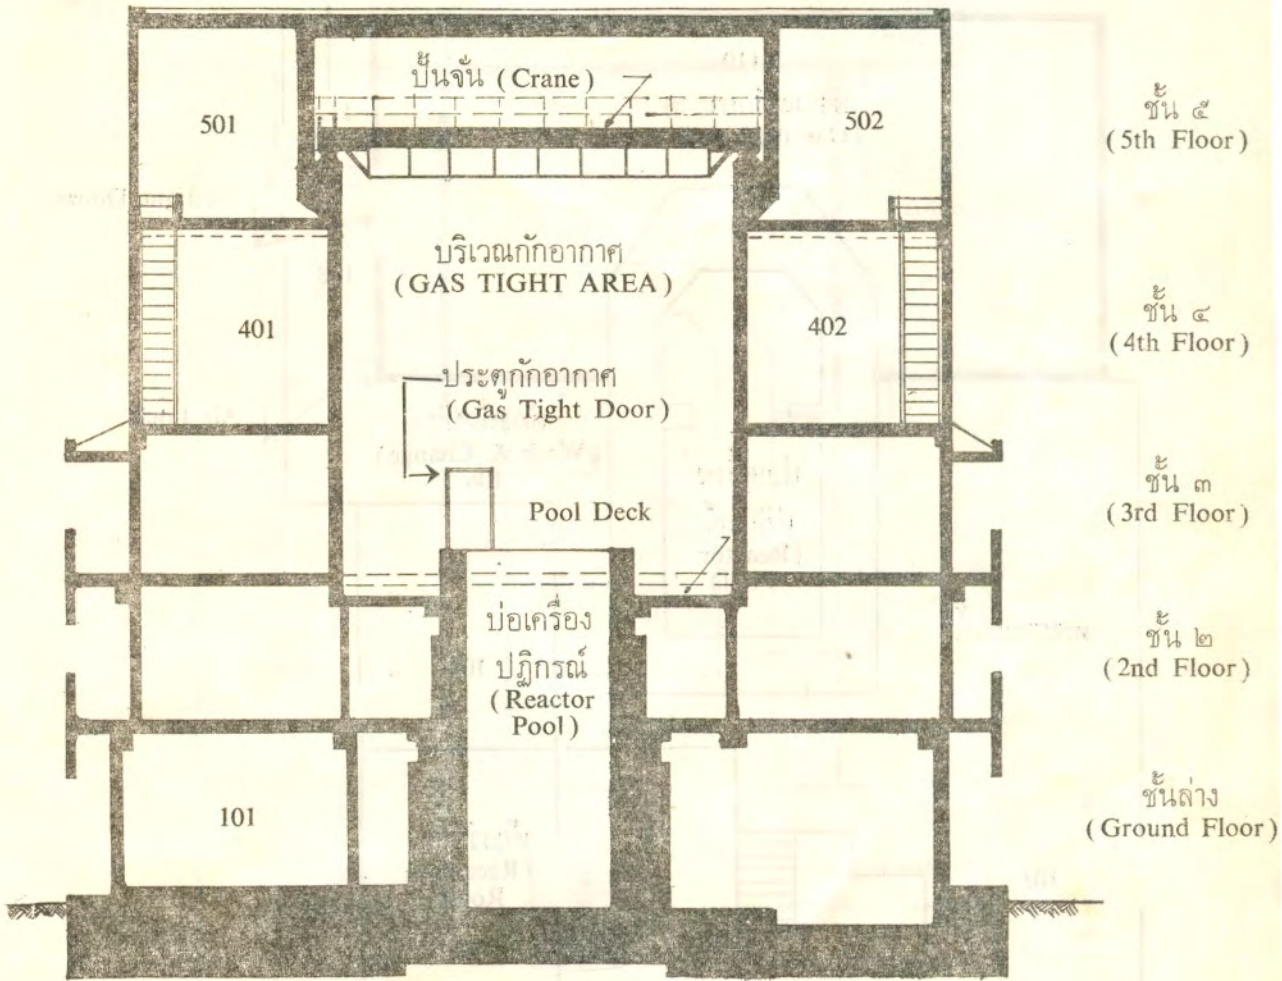 ปั้นจั่น (Crane)
501
502
ชั้น ๕
(5th Floor)
บริเวณกักอากาศ
(GAS TIGHT AREA)
401
402
ชั้น ๔
(4th Floor)
ประตูกักอากาศ
(Gas Tight Door)
Pool Deck
ชั้น ๓
(3rd Floor)
บ่อเครื่อง
ปฏิกรณ์
(Reactor
Pool)
ชั้น ๒
(2nd Floor)
101
ชั้นล่าง
(Ground Floor)